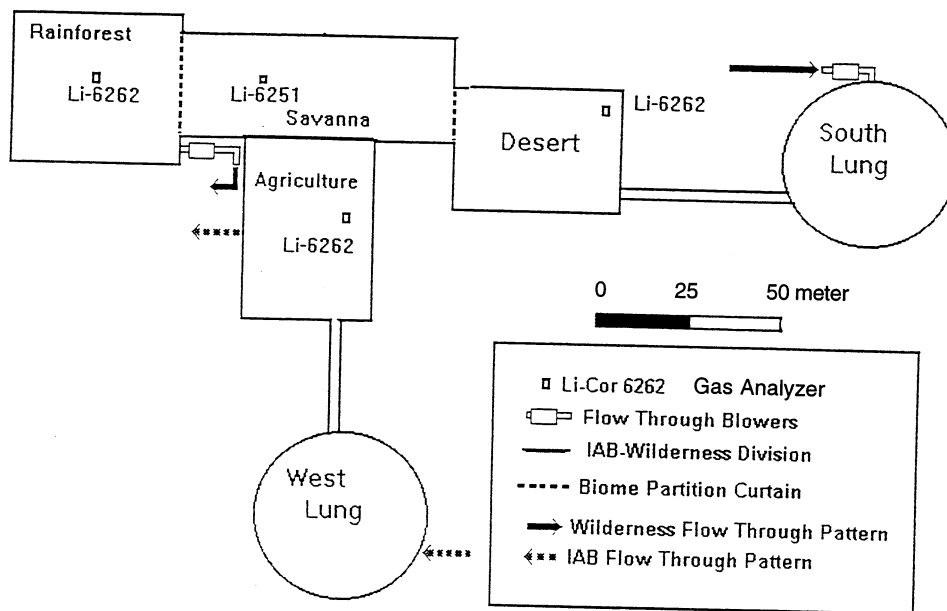 Rainforest
Li-6262
Li-6251
Savanna
Li-6262
Desert
South
Lung
Agriculture
Li-6262
0 25 50 meter
West
Lung
Li-Cor 6262 Gas Analyzer
Flow Through Blowers
IAB-Wilderness Division
Biome Partition Curtain
Wilderness Flow Through Pattern
IAB Flow Through Pattern